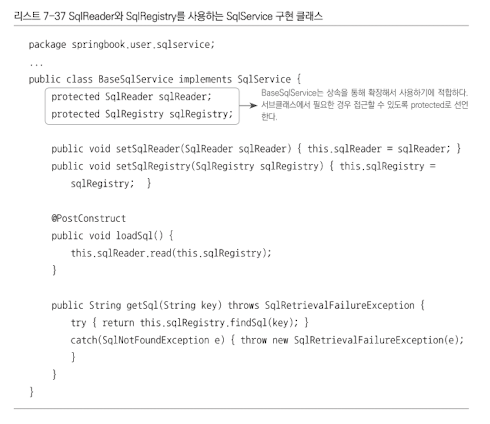 리스트 7-37 SqlReader와 SqlRegistry를 사용하는 SqlService 구현 클래스
package springbook.user.sqlservice;
...
public class BaseSqlService implements SqlService {
protected SqlReader sqlReader;
protected SqlRegistry sqlRegistry;
BaseSqlService는 상속을 통해 확장해서 사용하기에 적합하다.
서브클래스에서 필요한 경우 접근할 수 있도록 protected로 선언
한다.
public void setSqlReader(SqlReader sqlReader) { this.sqlReader = sqlReader; }
public void setSqlRegistry(SqlRegistry sqlRegistry) { this.sqlRegistry =
sqlRegistry; }
@PostConstruct
public void loadSql() {
this.sqlReader.read(this.sqlRegistry);
}
public String getSql(String key) throws SqlRetrievalFailureException {
try { return this.sqlRegistry.findSql(key); }
catch(SqlNotFoundException e) { throw new SqlRetrievalFailureException(e);
}
}
}